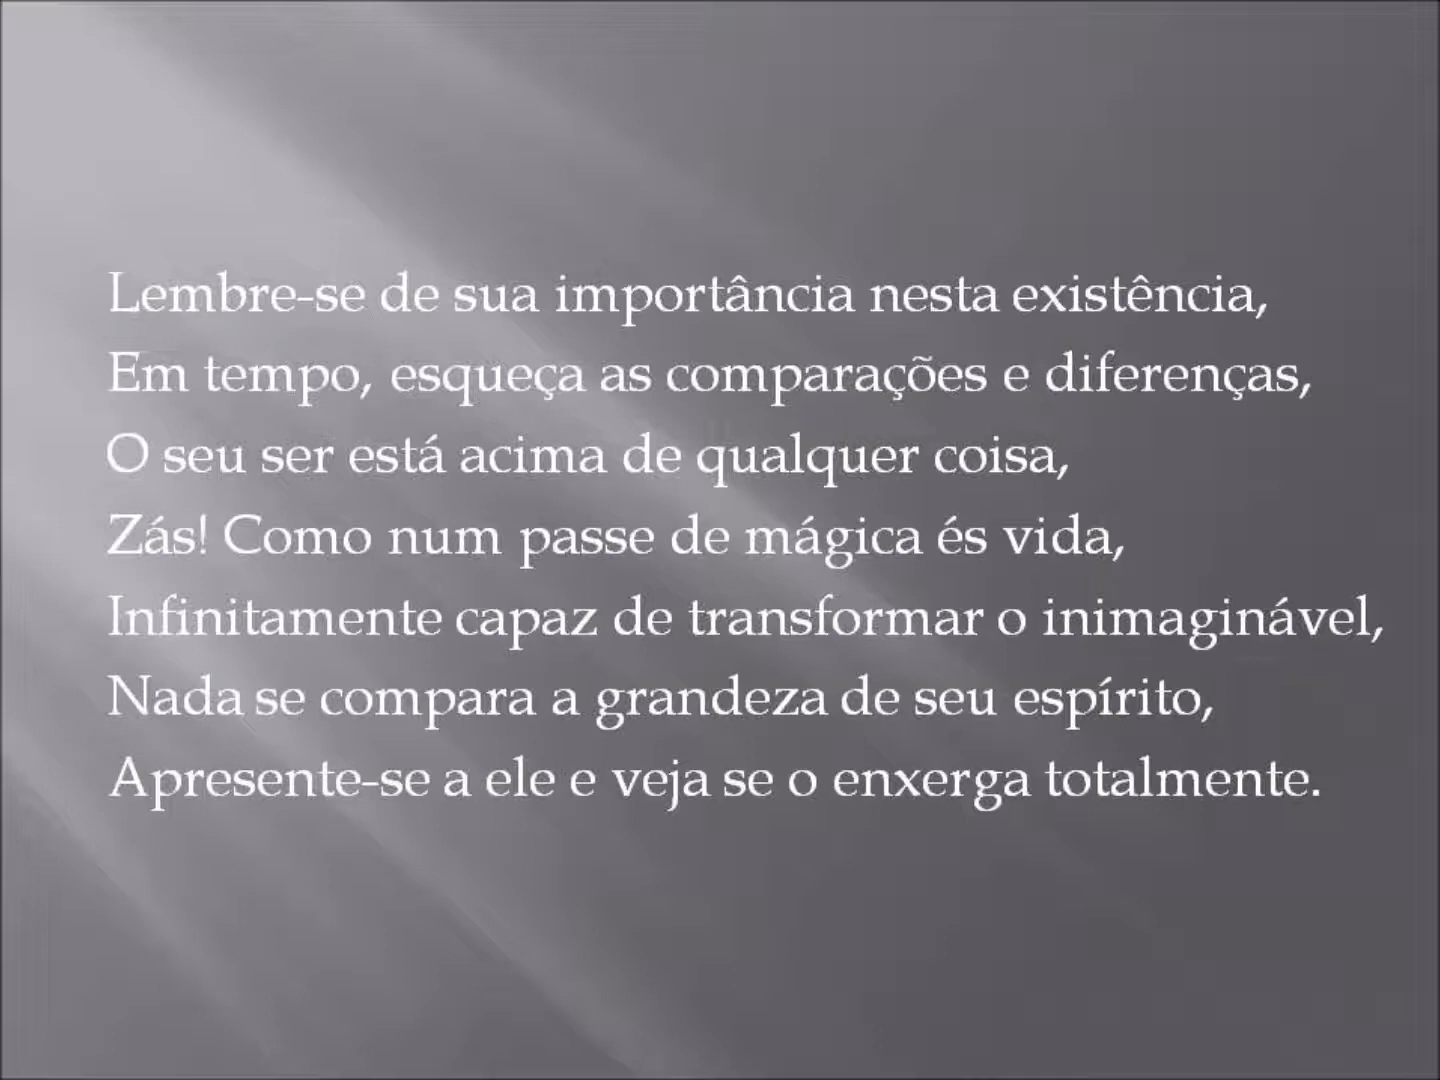 Lembre-se de sua importância nesta existência,
Em tempo, esqueça as comparações e diferenças,
O seu ser está acima de qualquer coisa,
Zás! Como num passe de mágica és vida,
Infinitamente capaz de transformar o inimaginável,
Nada se compara a grandeza de seu espírito,
Apresente-se a ele e veja se o enxerga totalmente.